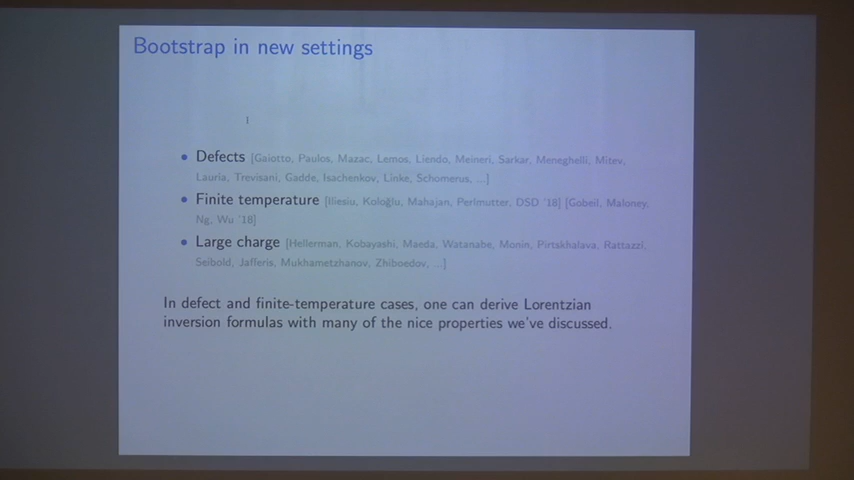 Bootstrap in new settings
• Defects [Gaiotto, Paulos, Mazac, Lemos, Liendo, Meineri, Sarkar, Meneghelli, Mitev,
Lauria, Trevisani, Gadde, Isachenkov, Linke, Schomerus, ...]
• Finite temperature [Iliesiu, Koloğlu, Mahajan, Perlmutter, DSD '18] [Gobeil, Maloney,
Ng, Wu '18]
• Large charge [Hellerman, Kobayashi, Maeda, Watanabe, Monin, Pirtskhalava, Rattazzi,
Seibold, Jafferis, Mukhametzhanov, Zhiboedov, ...]
In defect and finite-temperature cases, one can derive Lorentzian
inversion formulas with many of the nice properties we've discussed.